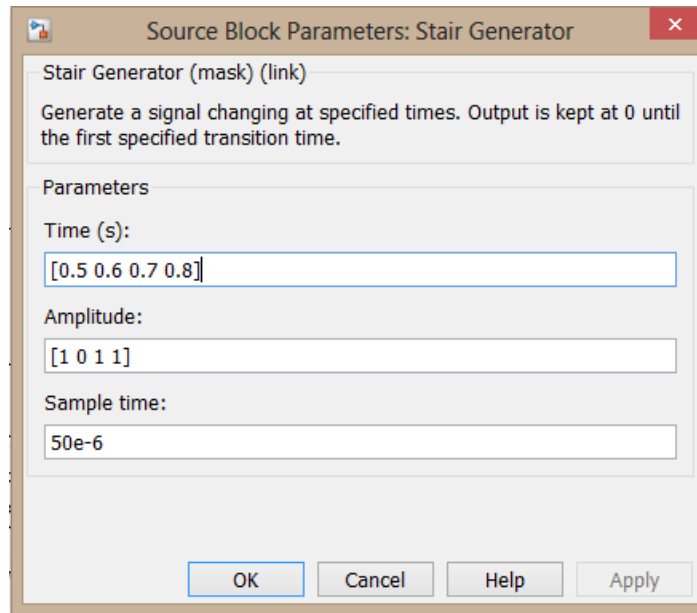 Source Block Parameters: Stair Generator
Stair Generator (mask) (link)
Generate a signal changing at specified times. Output is kept at 0 until
the first specified transition time.
Parameters
Time (s):
[0.5 0.6 0.7 0.8]
Amplitude:
[1 0 1 1]
Sample time:
50e-6
OK
Cancel
Help
Apply